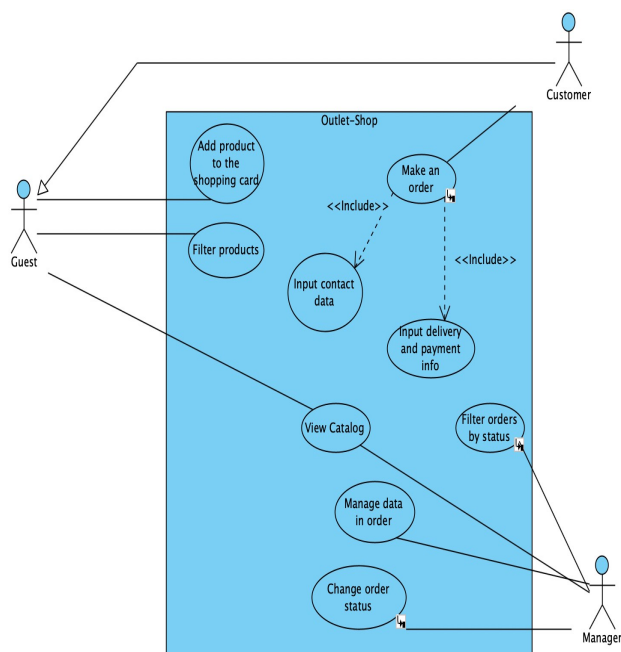 Customer
Outlet-Shop
Add product
to the
shopping card
Make an
order
<<Include>>
Guest
Filter products
<<Include>>
Input contact
data
Input delivery
and payment
info
View Catalog
Filter orders
by status
Manage data
in order
Change order
status
Manager